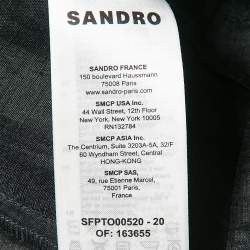 SANDRO
SANDRO FRANCE
150 boulevard Haussmann
75008 Paris
www.sandro-paris.com
SMCP USA Inc.
44 Wall Street, 12th Floor
New York, New York 10005
RN132784
SMCP ASIA Inc.
The Centrium, Suite 3203A-5A, 32/F
60 Wyndham Street, Central
HONG-KONG
SMCP SAS,
49, rue Etienne Marcel,
75001 Paris,
France
SFPTO00520 - 20
OF: 163655